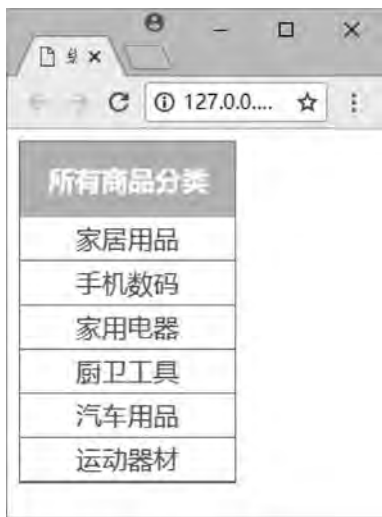 127.0.0....
所有商品分类
家居用品
手机数码
家用电器
厨卫工具
汽车用品
运动器材